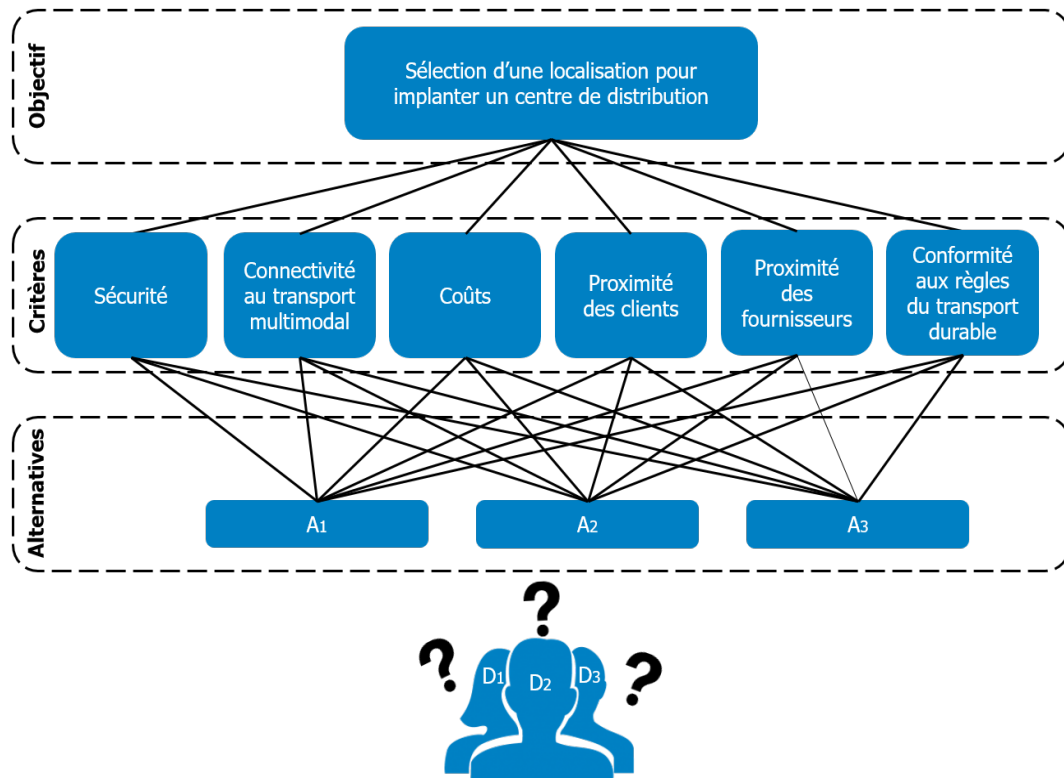 Objectif
Sélection d’une localisation pour
implanter un centre de distribution
Critères
Sécurité
Connectivité
au transport
multimodal
Coûts
Proximité
des clients
Proximité
des
fournisseurs
Conformité
aux règles
du transport
durable
Alternatives
A1
A2
A3
?
?
?
D1
D2
D3